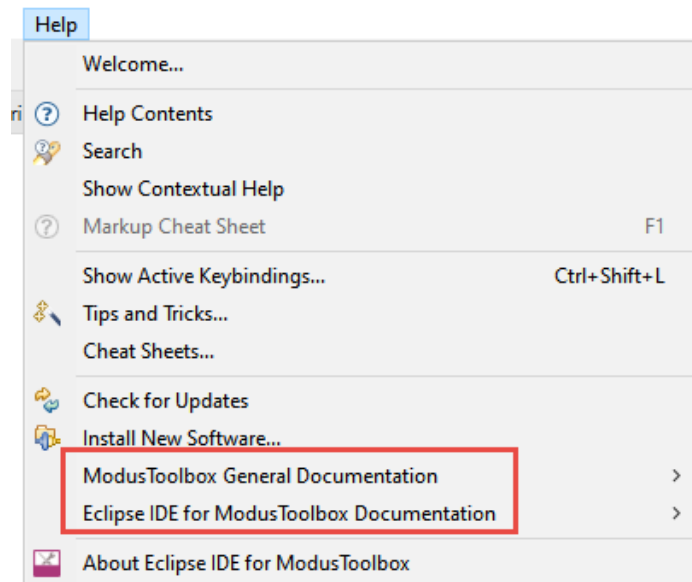 Help
Welcome...
ri
Help Contents
Search
Show Contextual Help
Markup Cheat Sheet F1
Show Active Keybindings... Ctrl+Shift+L
Tips and Tricks...
Cheat Sheets...
Check for Updates
Install New Software...
ModusToolbox General Documentation
Eclipse IDE for ModusToolbox Documentation
About Eclipse IDE for ModusToolbox